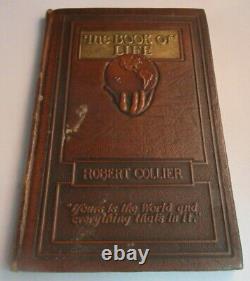 The BOOK OF
LIFE
ROBERT COLLIER
"Yours is the World and
everything that's in it."